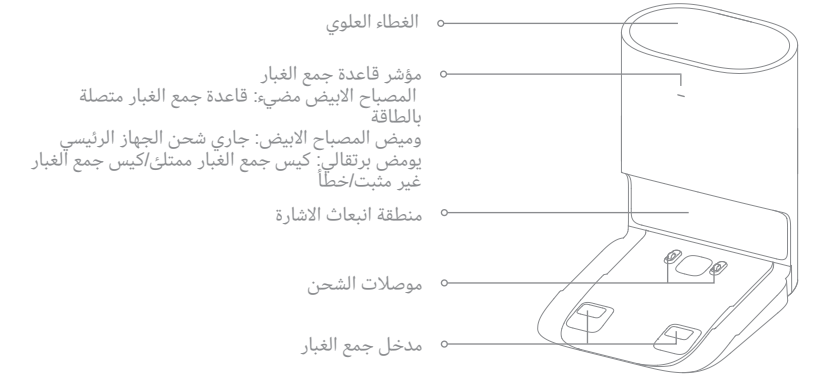 الغطاء العلوي
مؤشر قاعدة جمع الغبار
المصباح الابيض مضيء: قاعدة جمع الغبار متصلة
بالطاقة
وميض المصباح الابيض: جاري شحن الجهاز الرئيسي
يومض برتقالي: كيس جمع الغبار ممتلئ/كيس جمع الغبار
غير مثبت/خطأ
منطقة انبعاث الاشارة
موصلات الشحن
مدخل جمع الغبار